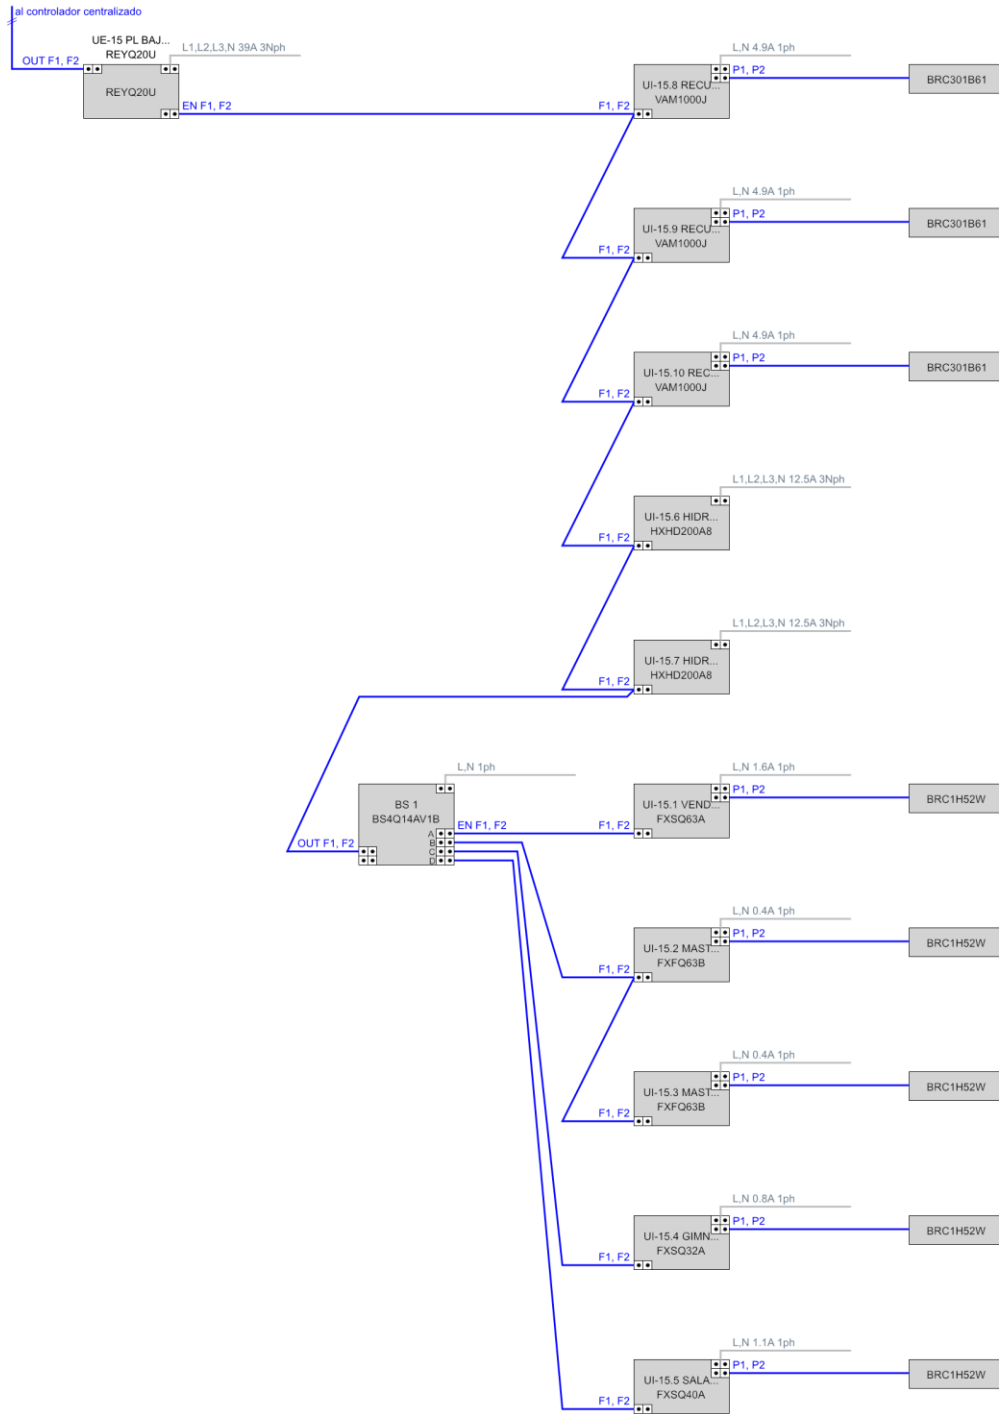 al controlador centralizado
UE-15 PL BAJ...
REYQ20U
L1,L2,L3,N 39A 3Nph
OUT F1, F2
REYQ20U
EN F1, F2
L,N 4.9A 1ph
P1, P2
UI-15.8 RECU...
VAM1000J
BRC301B61
F1, F2
L,N 4.9A 1ph
P1, P2
UI-15.9 RECU...
VAM1000J
BRC301B61
F1, F2
L,N 4.9A 1ph
P1, P2
UI-15.10 REC...
VAM1000J
BRC301B61
F1, F2
L1,L2,L3,N 12.5A 3Nph
UI-15.6 HIDR...
HXHD200A8
F1, F2
L1,L2,L3,N 12.5A 3Nph
UI-15.7 HIDR...
HXHD200A8
F1, F2
L,N 1ph
BS 1
BS4Q14AV1B
A
B
C
D
OUT F1, F2
EN F1, F2
L,N 1.6A 1ph
P1, P2
UI-15.1 VEND...
FXSQ63A
BRC1H52W
F1, F2
L,N 0.4A 1ph
P1, P2
UI-15.2 MAST...
FXFQ63B
BRC1H52W
F1, F2
L,N 0.4A 1ph
P1, P2
UI-15.3 MAST...
FXFQ63B
BRC1H52W
F1, F2
L,N 0.8A 1ph
P1, P2
UI-15.4 GIMN...
FXSQ32A
BRC1H52W
F1, F2
L,N 1.1A 1ph
P1, P2
UI-15.5 SALA...
FXSQ40A
BRC1H52W
F1, F2